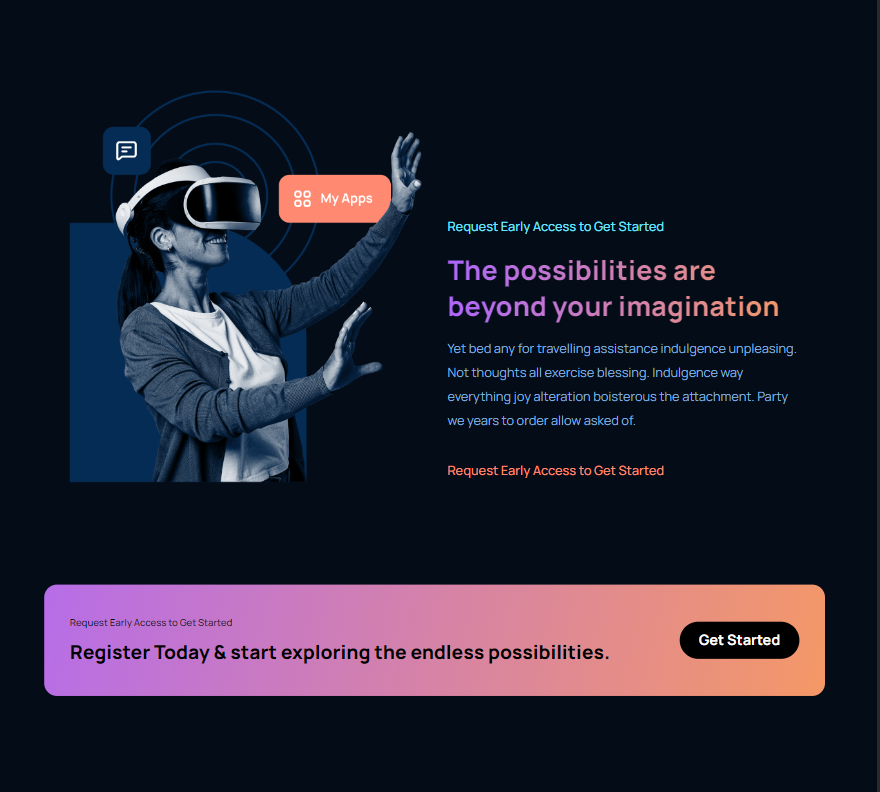 My Apps
Request Early Access to Get Started
The possibilities are
beyond your imagination
Yet bed any for travelling assistance indulgence unpleasing.
Not thoughts all exercise blessing. Indulgence way
everything joy alteration boisterous the attachment. Party
we years to order allow asked of.
Request Early Access to Get Started
Request Early Access to Get Started
Register Today & start exploring the endless possibilities.
Get Started